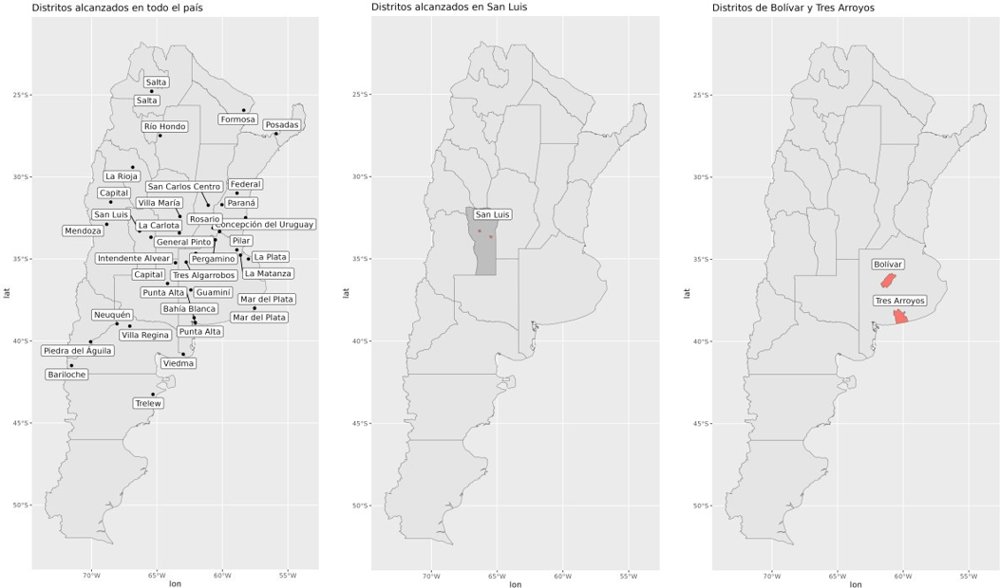 Distritos alcanzados en todo el país
Salta
Salta
Río Hondo
Formosa
Posadas
La Rioja
San Carlos Centro
Federal
Capital
Villa María
Paraná
San Luis
Rosario
Concepción del Uruguay
La Carlota
Mendoza
General Pinto
Pilar
Intendente Alvear
Pergamino
La Plata
Capital
Tres Algarrobos
La Matanza
Punta Alta
Guaminí
Mar del Plata
Bahía Blanca
Neuquén
Mar del Plata
Villa Regina
Punta Alta
Piedra del Águila
Viedma
Bariloche
Trelew
25°S
30°S
35°S
40°S
45°S
50°S
lat
70°W
65°W
60°W
55°W
lon
Distritos alcanzados en San Luis
San Luis
25°S
30°S
35°S
40°S
45°S
50°S
lat
70°W
65°W
60°W
55°W
lon
Distritos de Bolívar y Tres Arroyos
Bolívar
Tres Arroyos
25°S
30°S
35°S
40°S
45°S
50°S
lat
70°W
65°W
60°W
55°W
lon